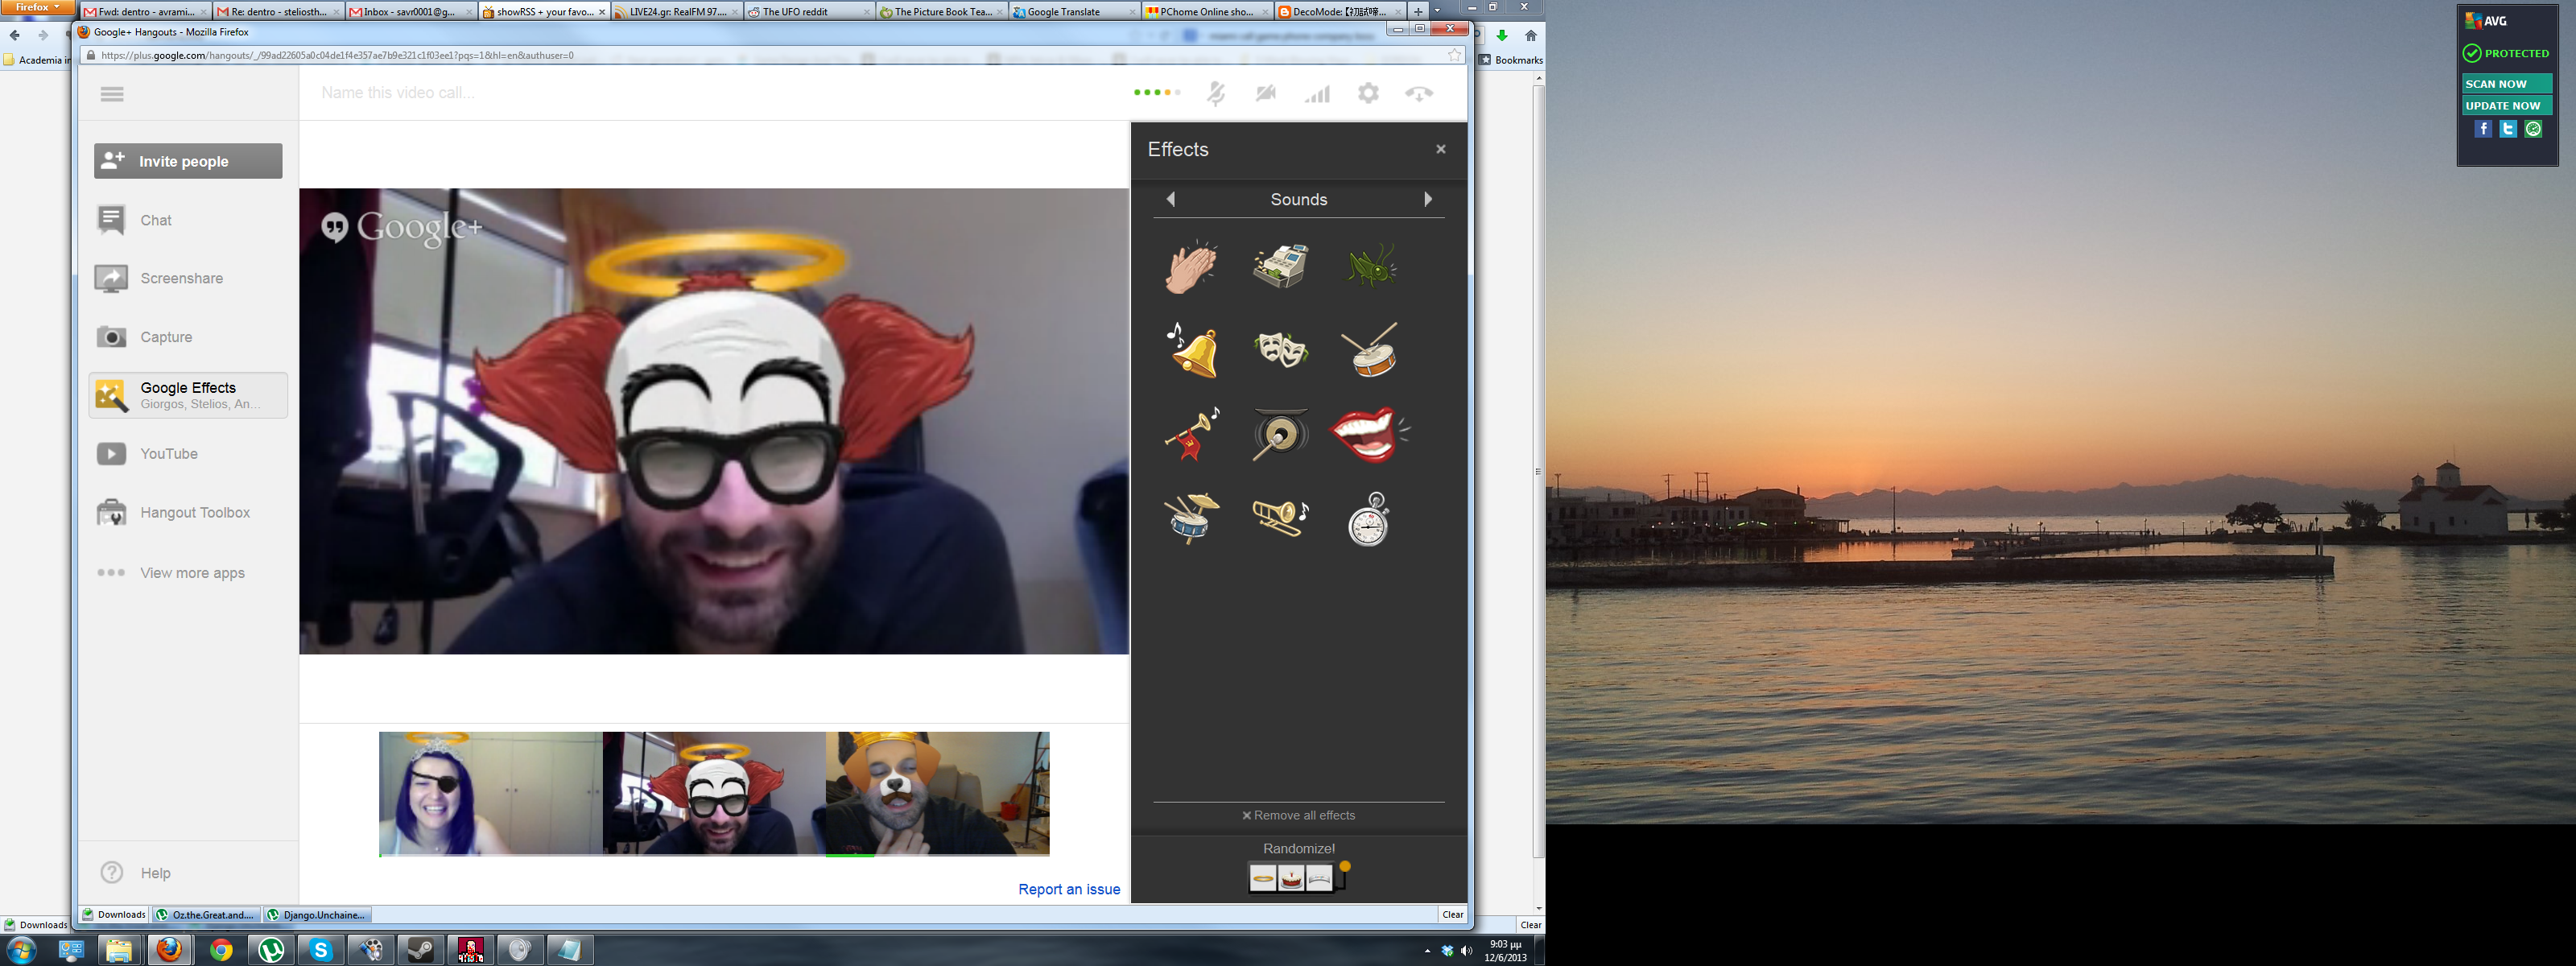 Firefox
Fwd: dentro - avrami...
Re: dentro - steliosth...
Inbox - savr0001@g...
showRSS + your favo...
LIVE24.gr: RealFM 97....
The UFO reddit
The Picture Book Tea...
Google Translate
PChome Online sho...
DecoMode: 【初試啼...
Google+ Hangouts - Mozilla Firefox
https://plus.google.com/hangouts/_/99ad22605a0c04de1f4e357ae7b9e321c1f03ee1?pqs=1&hl=en&authuser=0
Academia in
Bookmarks
Name this video call...
Invite people
Chat
Screenshare
Capture
Google Effects
Giorgos, Stelios, An...
YouTube
Hangout Toolbox
View more apps
Help
Google+
Effects
Sounds
Remove all effects
Randomize!
Report an issue
Downloads
Oz.the.Great.and....
Django.Unchaine...
Clear
Downloads
Clear
9:03 μμ
12/6/2013
AVG
PROTECTED
SCAN NOW
UPDATE NOW